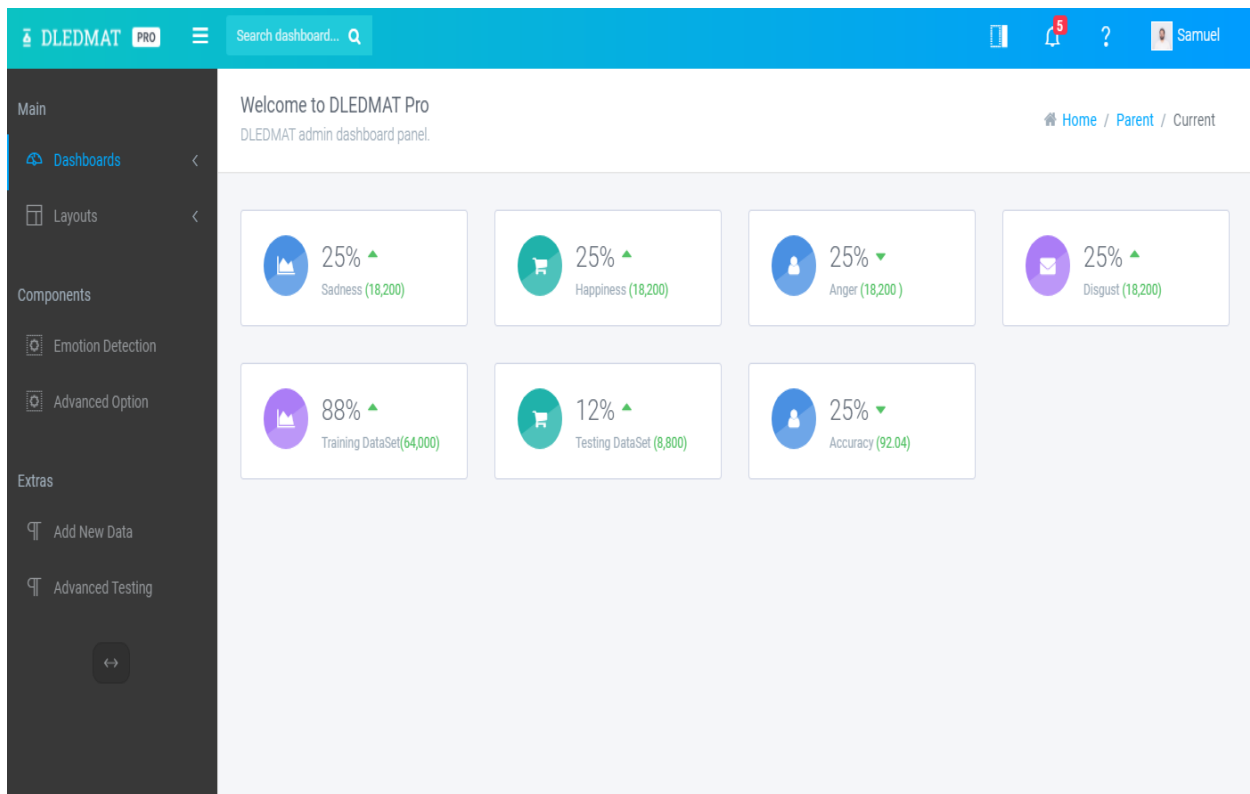 DLEDMAT PRO
Search dashboard...
5
?
Samuel
Main
Dashboards
Layouts
Components
Emotion Detection
Advanced Option
Extras
¶ Add New Data
¶ Advanced Testing
Welcome to DLEDMAT Pro
DLEDMAT admin dashboard panel.
Home / Parent / Current
25%
Sadness (18,200)
25%
Happiness (18,200)
25%
Anger (18,200 )
25%
Disgust (18,200)
88%
Training DataSet(64,000)
12%
Testing DataSet (8,800)
25%
Accuracy (92.04)